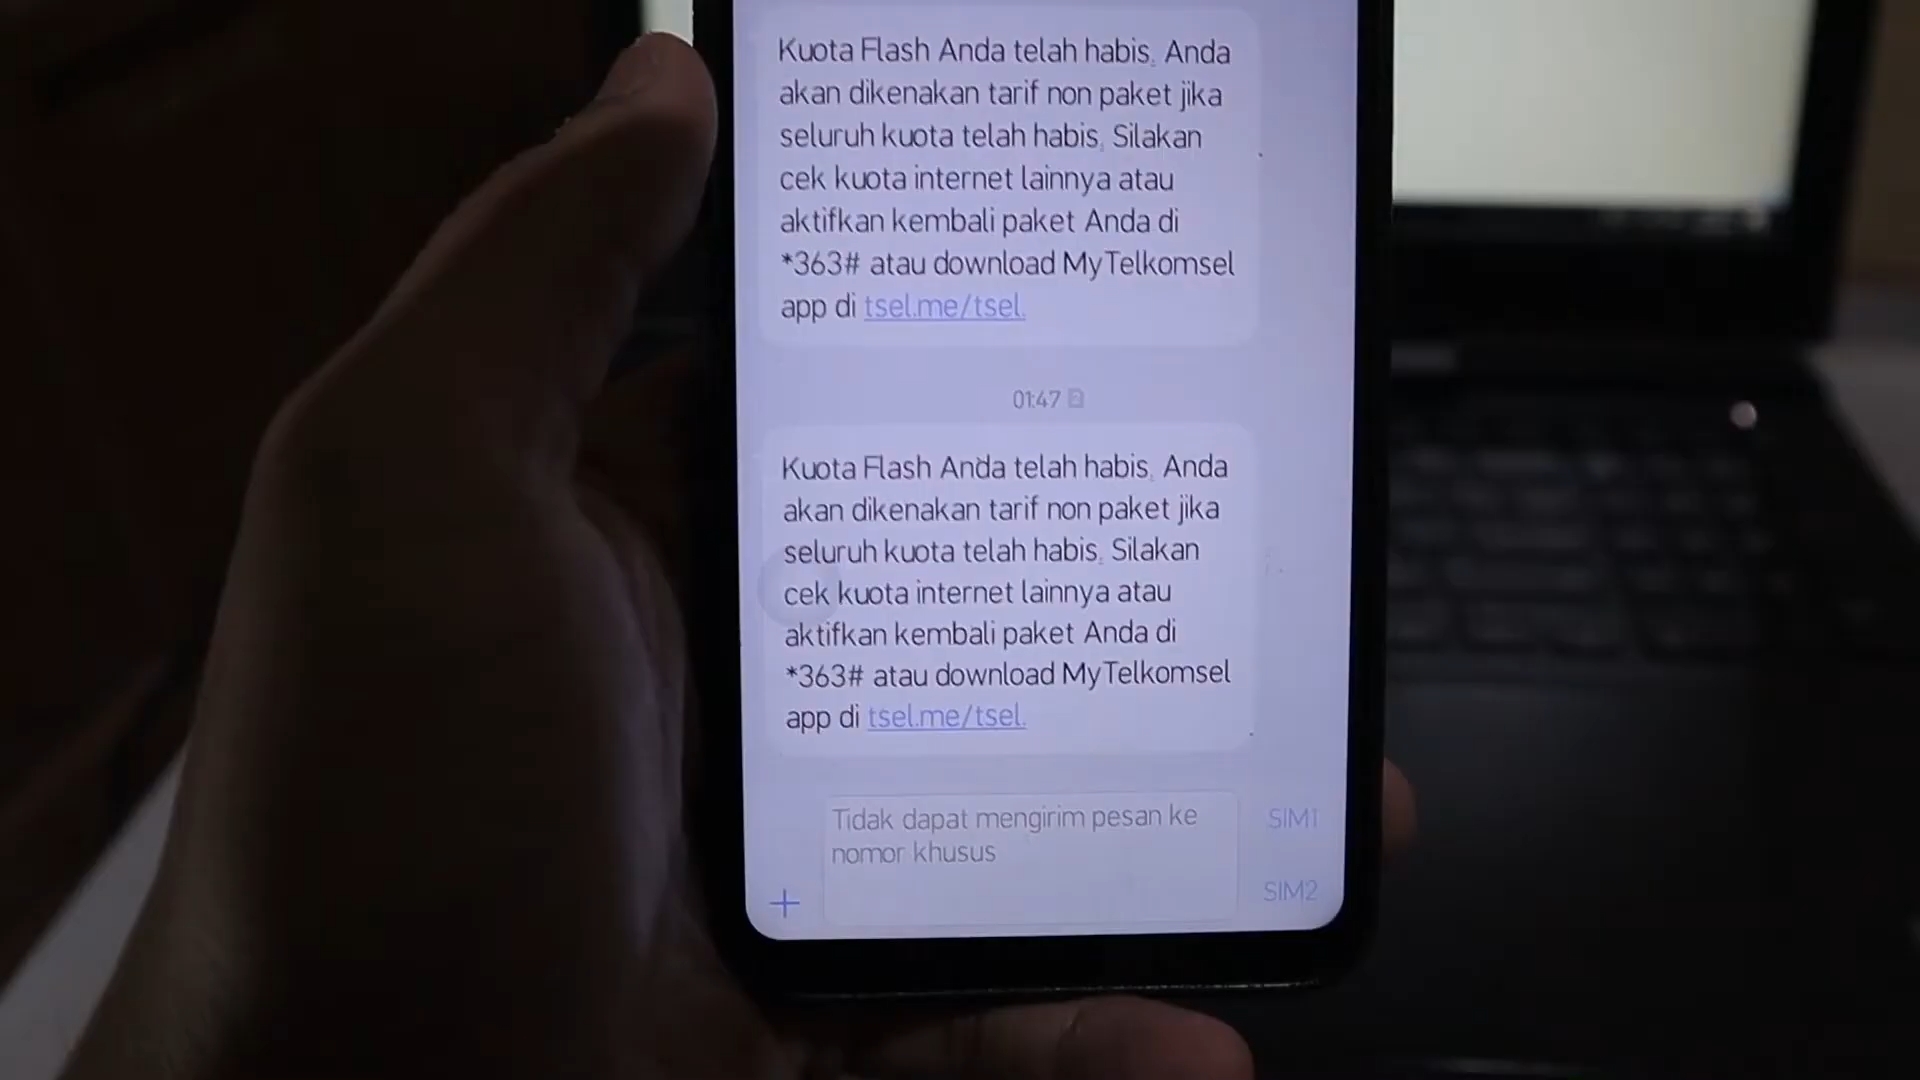 Kuota Flash Anda telah habis. Anda
akan dikenakan tarif non paket jika
seluruh kuota telah habis. Silakan
cek kuota internet lainnya atau
aktifkan kembali paket Anda di
*363# atau download MyTelkomsel
app di tsel.me/tsel.
01:47 2
Kuota Flash Anda telah habis. Anda
akan dikenakan tarif non paket jika
seluruh kuota telah habis. Silakan
cek kuota internet lainnya atau
aktifkan kembali paket Anda di
*363# atau download MyTelkomsel
app di tsel.me/tsel.
Tidak dapat mengirim pesan ke
nomor khusus
SIM1
SIM2